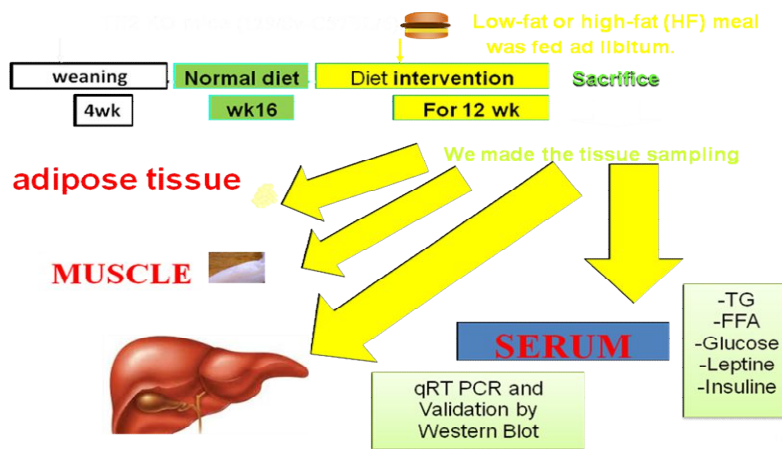 Low-fat or high-fat (HF) meal
was fed ad libitum.
weaning
Normal diet
Diet intervention
Sacrifice
4wk
wk16
For 12 wk
We made the tissue sampling
adipose tissue
MUSCLE
SERUM
-TG
-FFA
-Glucose
-Leptine
-Insuline
qRT PCR and
Validation by
Western Blot